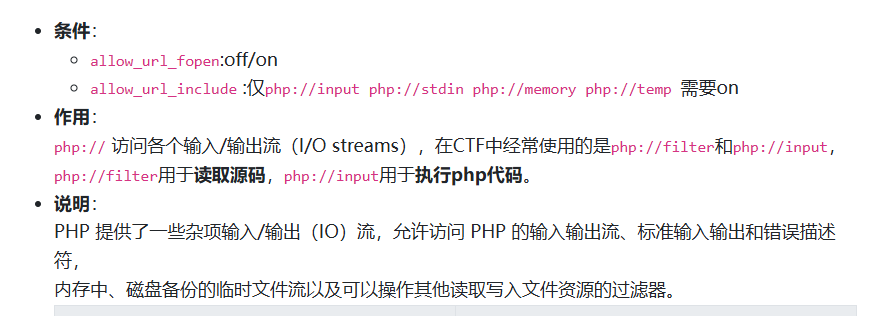 条件：
allow_url_fopen:off/on
allow_url_include :仅php://input php://stdin php://memory php://temp 需要on
作用：
php:// 访问各个输入/输出流（I/O streams），在CTF中经常使用的是php://filter和php://input，
php://filter用于读取源码，php://input用于执行php代码。
说明：
PHP 提供了一些杂项输入/输出（IO）流，允许访问 PHP 的输入输出流、标准输入输出和错误描述
符，
内存中、磁盘备份的临时文件流以及可以操作其他读取写入文件资源的过滤器。